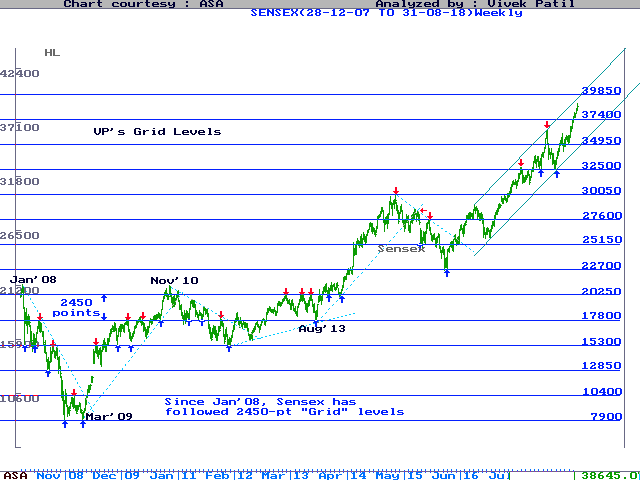 Chart courtesy : ASA Analyzed by : Vivek Patil
SENSEX(28-12-07 TO 31-08-18)Weekly
HL
42400
39850
37400
37100
VP's Grid Levels
34950
32500
31800
30050
27600
26500
Sensex
25150
22700
Jan'08
Nov'10
21200
20250
2450
points
17800
Aug'13
15900
15300
12850
10600
10400
Since Jan'08, Sensex has
followed 2450-pt "Grid" levels
Mar'09
7900
ASA Nov 08 Dec 09 Jan 11 Feb 12 Mar 13 Apr 14 May 15 Jun 16 Jul 38645.0